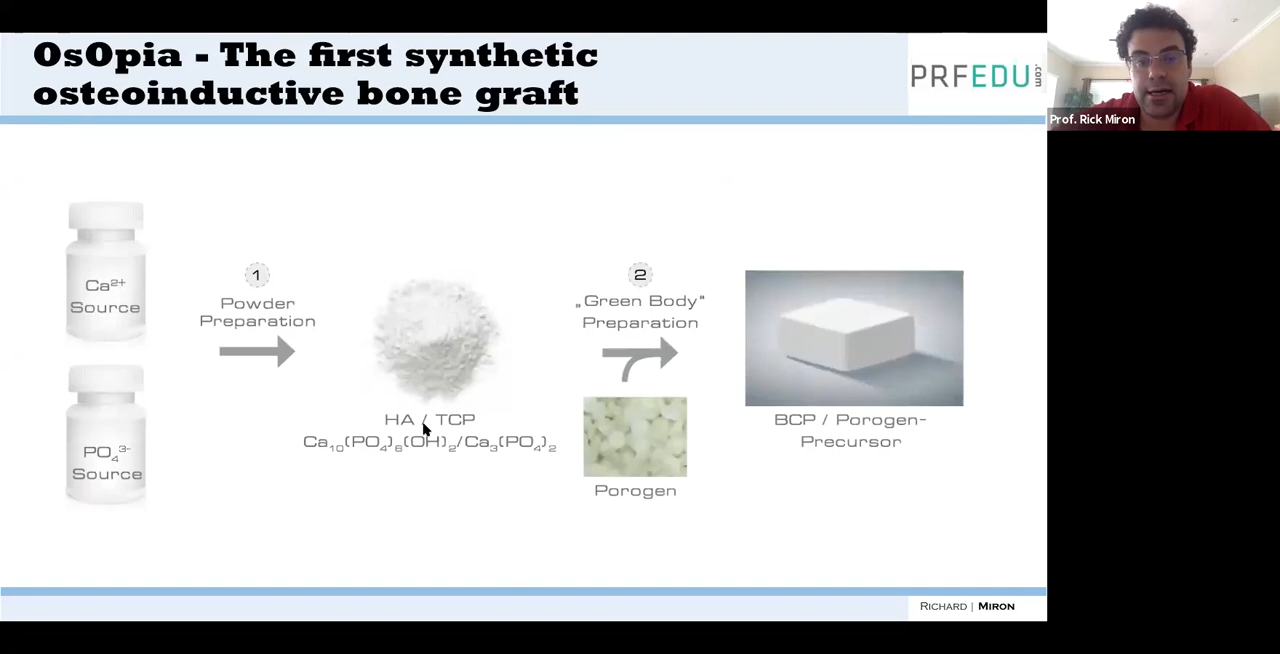 OsOpia - The first synthetic
osteoinductive bone graft
PRFEDU.com
Prof. Rick Miron
Ca²⁺
Source
PO₄³⁻
Source
1
Powder
Preparation
HA / TCP
Ca₁₀(PO₄)₆(OH)₂/Ca₃(PO₄)₂
2
„Green Body“
Preparation
Porogen
BCP / Porogen-
Precursor
RICHARD | MIRON